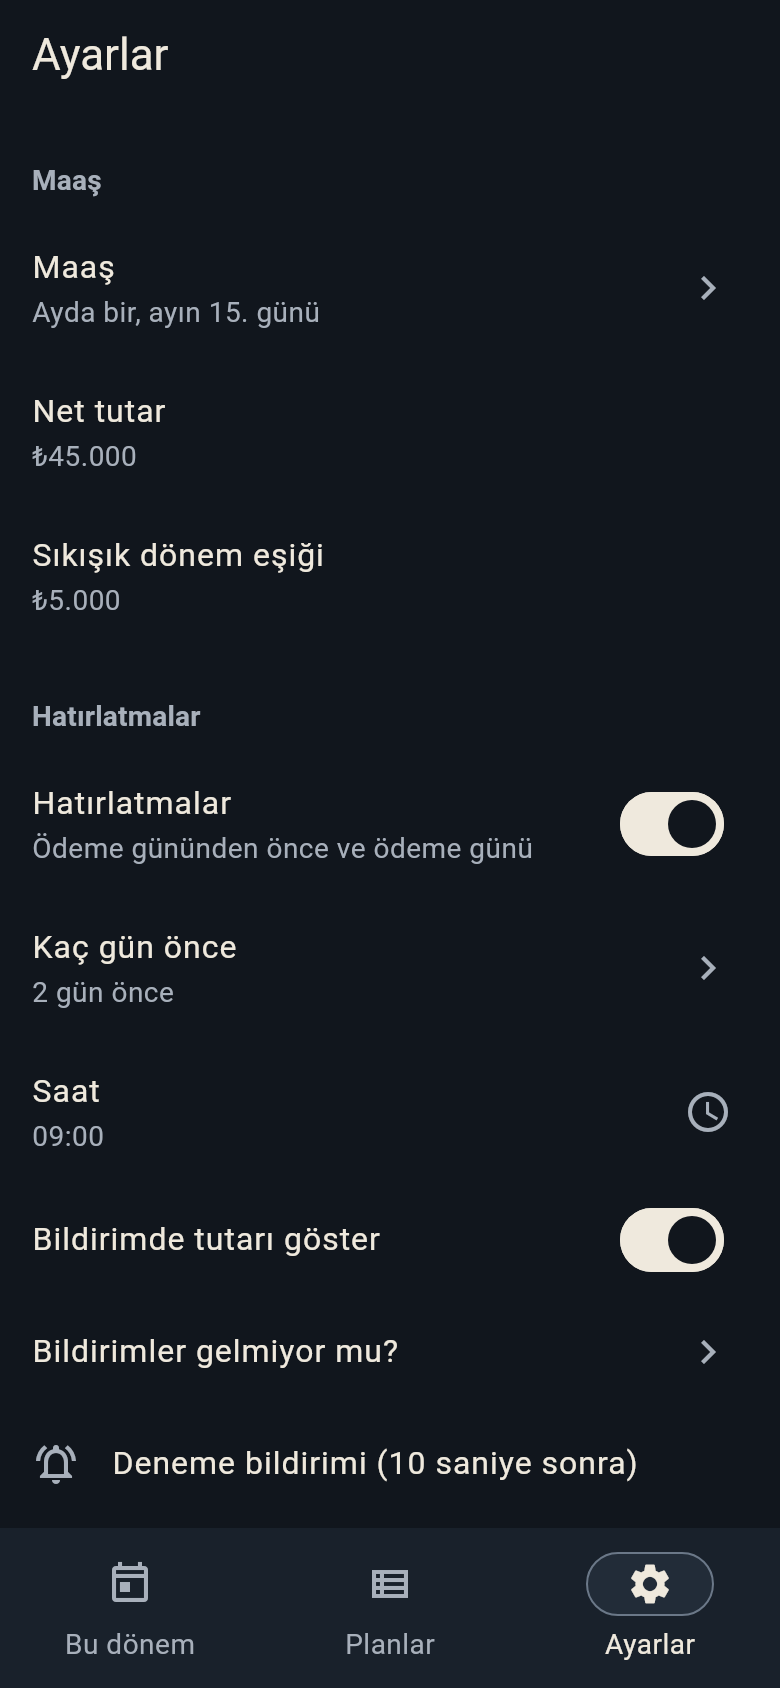 Ayarlar
Maaş
Maaş
Ayda bir, ayın 15. günü
Net tutar
₺45.000
Sıkışık dönem eşiği
₺5.000
Hatırlatmalar
Hatırlatmalar
Ödeme gününden önce ve ödeme günü
Kaç gün önce
2 gün önce
Saat
09:00
Bildirimde tutarı göster
Bildirimler gelmiyor mu?
Deneme bildirimi (10 saniye sonra)
Bu dönem
Planlar
Ayarlar